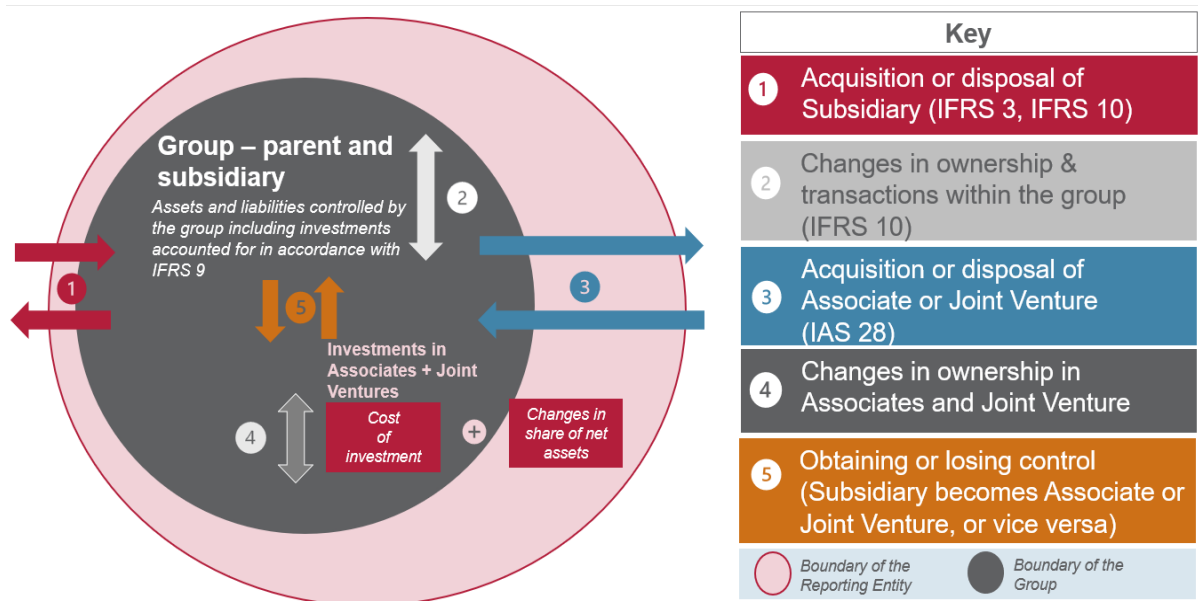 Group – parent and
subsidiary
Assets and liabilities controlled by
the group including investments
accounted for in accordance with
IFRS 9
2
1
3
5
Investments in
Associates + Joint
Ventures
4
Cost
of
investment
+
Changes in
share of net
assets
Key
1
Acquisition or disposal of
Subsidiary (IFRS 3, IFRS 10)
2
Changes in ownership &
transactions within the group
(IFRS 10)
3
Acquisition or disposal of
Associate or Joint Venture
(IAS 28)
4
Changes in ownership in
Associates and Joint Venture
5
Obtaining or losing control
(Subsidiary becomes Associate or
Joint Venture, or vice versa)
Boundary of the
Reporting Entity
Boundary of the
Group